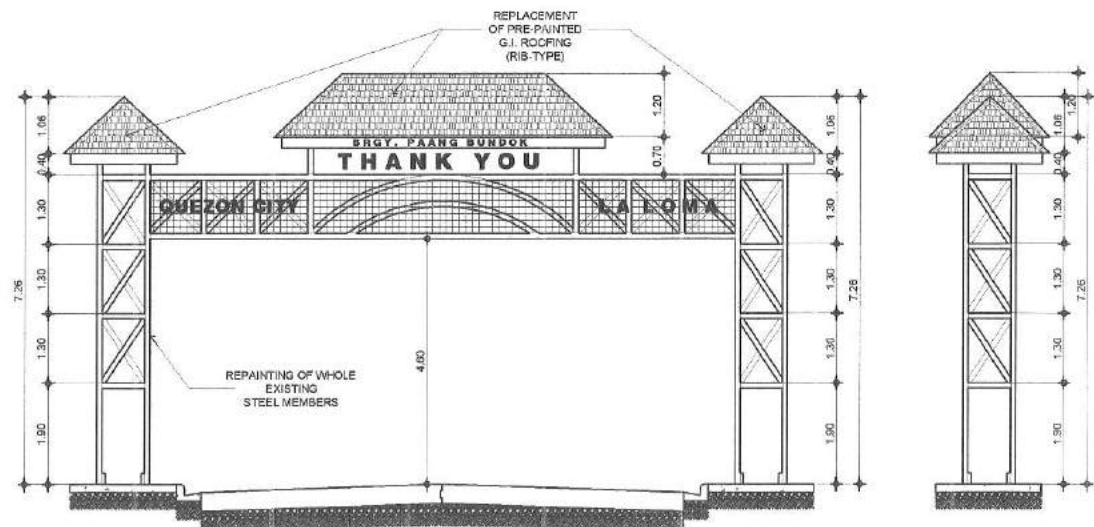 REPLACEMENT
OF PRE-PAINTED
G.I. ROOFING
(RIB-TYPE)
BRGY. PAANG BUNDOK
THANK YOU
QUEZON CITY
LA LOMA
REPAINTING OF WHOLE
EXISTING
STEEL MEMBERS
7.26
1.06
0.40
1.30
1.30
1.30
1.90
4.60
1.20
0.70
1.06
0.40
1.30
1.30
1.30
1.90
7.26
1.20
1.06
0.40
1.30
1.30
1.30
1.90
7.26